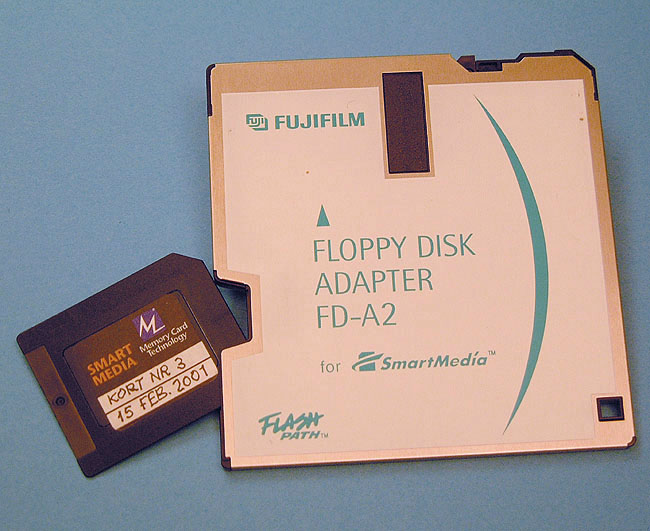 FUJI FUJIFILM
FLOPPY DISK
ADAPTER
FD-A2
for SmartMedia™
FLASH
PATH™
SMART
MEDIA
M
Memory Card
Technology
KORT NR 3
15 FEB. 2001